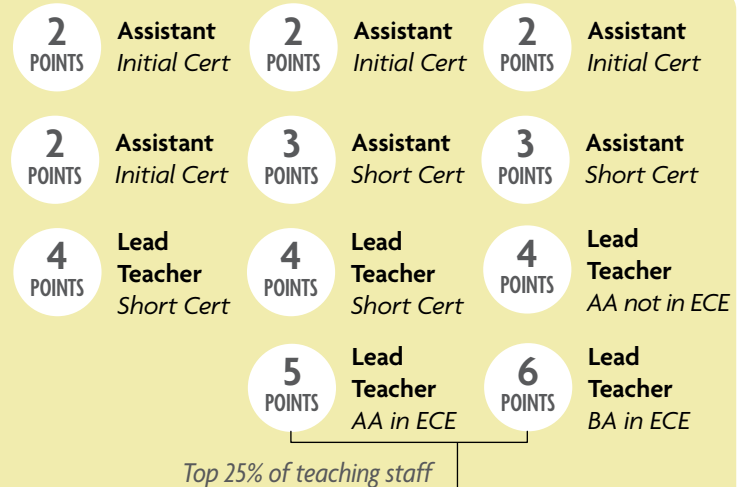 2
POINTS
Assistant
Initial Cert
2
POINTS
Assistant
Initial Cert
2
POINTS
Assistant
Initial Cert
2
POINTS
Assistant
Initial Cert
3
POINTS
Assistant
Short Cert
3
POINTS
Assistant
Short Cert
4
POINTS
Lead
Teacher
Short Cert
4
POINTS
Lead
Teacher
Short Cert
4
POINTS
Lead
Teacher
AA not in ECE
5
POINTS
Lead
Teacher
AA in ECE
6
POINTS
Lead
Teacher
BA in ECE
Top 25% of teaching staff